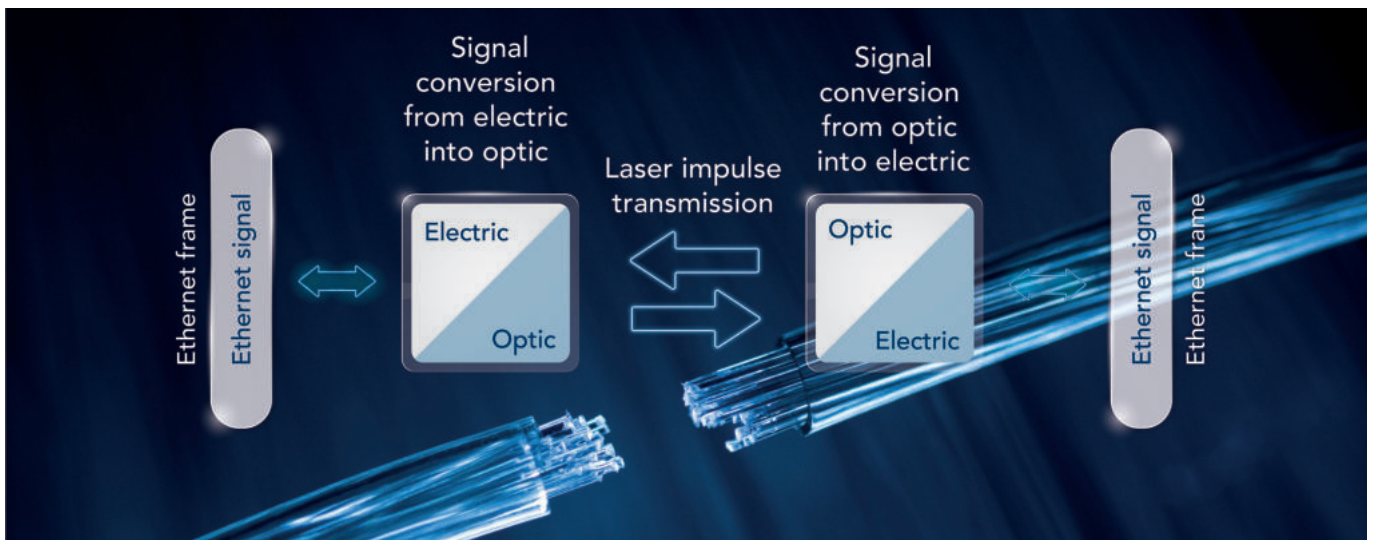 Signal
conversion
from electric
into optic
Signal
conversion
from optic
into electric
Laser impulse
transmission
Ethernet frame
Ethernet signal
Electric
Optic
Optic
Electric
Ethernet signal
Ethernet frame